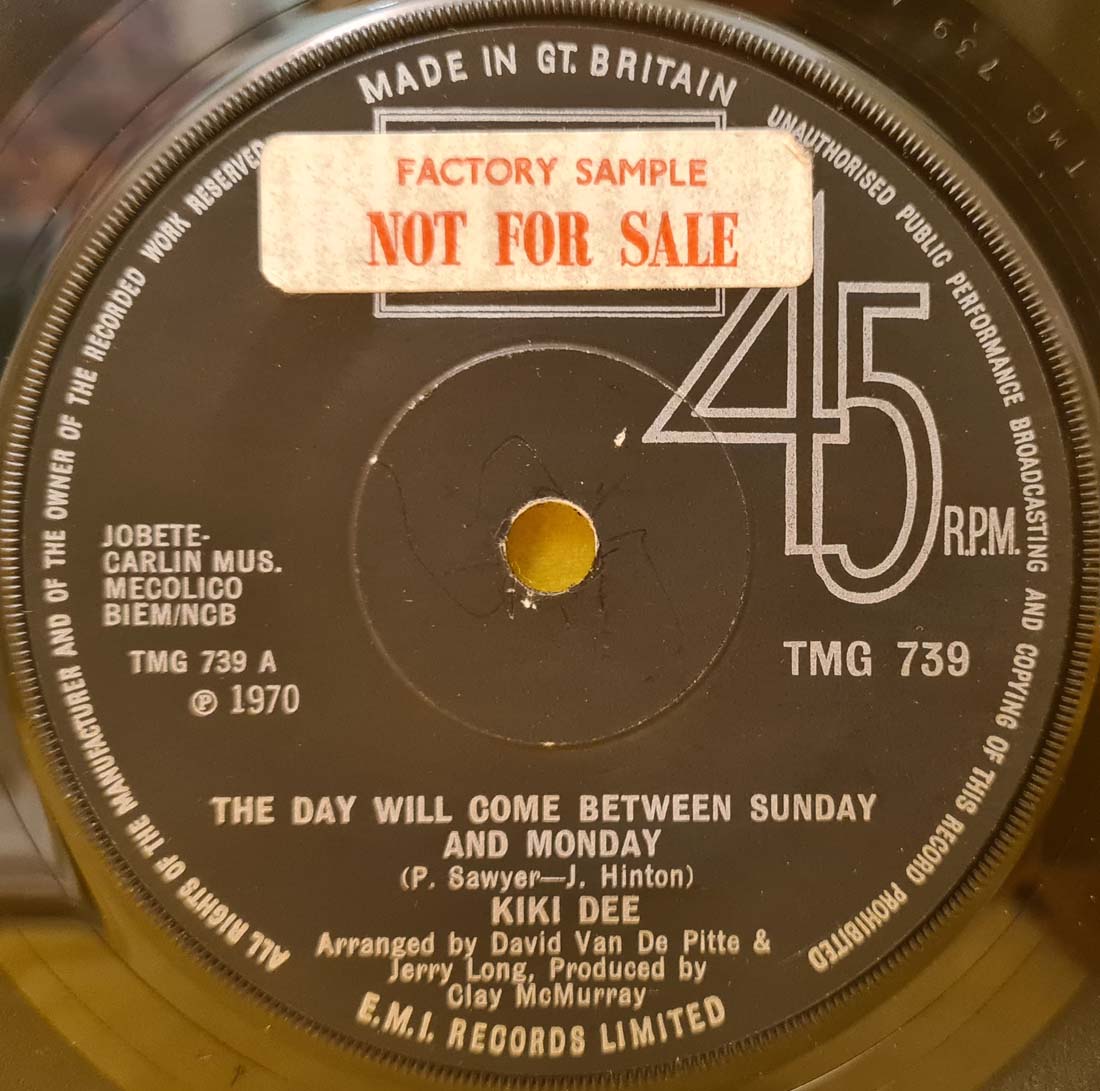 MADE IN GT. BRITAIN
UNAUTHORISED PUBLIC PERFORMANCE BROADCASTING AND COPYING OF THIS RECORD PROHIBITED
ALL RIGHTS OF THE MANUFACTURER AND OF THE OWNER OF THE RECORDED WORK RESERVED
FACTORY SAMPLE
NOT FOR SALE
45
R.P.M.
JOBETE-
CARLIN MUS.
MECOLICO
BIEM/NCB
TMG 739 A
℗ 1970
TMG 739
THE DAY WILL COME BETWEEN SUNDAY
AND MONDAY
(P. Sawyer—J. Hinton)
KIKI DEE
Arranged by David Van De Pitte &
Jerry Long, Produced by
Clay McMurray
E.M.I. RECORDS LIMITED
TMG 739